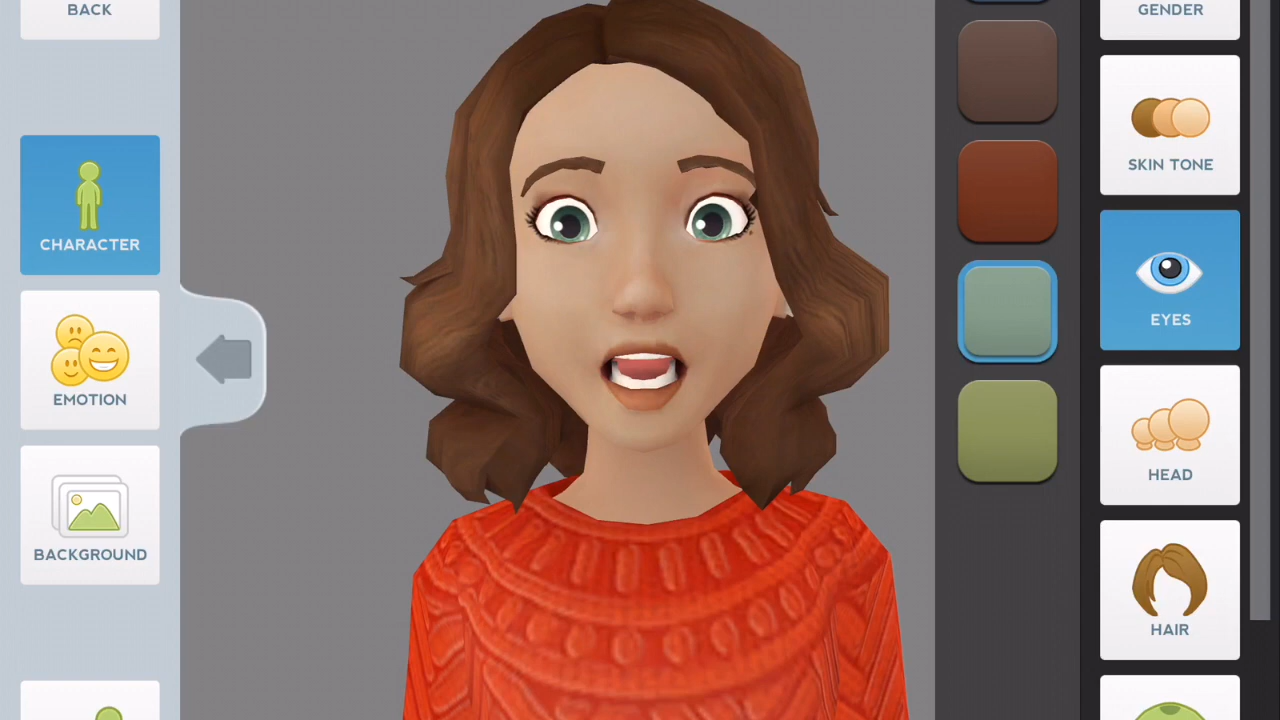 BACK
CHARACTER
EMOTION
BACKGROUND
GENDER
SKIN TONE
EYES
HEAD
HAIR